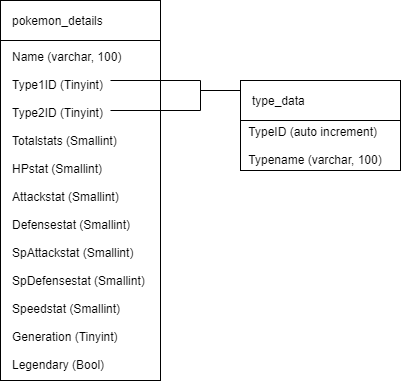 pokemon_details
Name (varchar, 100)
Type1ID (Tinyint)
Type2ID (Tinyint)
Totalstats (Smallint)
HPstat (Smallint)
Attackstat (Smallint)
Defensestat (Smallint)
SpAttackstat (Smallint)
SpDefensestat (Smallint)
Speedstat (Smallint)
Generation (Tinyint)
Legendary (Bool)
type_data
TypeID (auto increment)
Typename (varchar, 100)